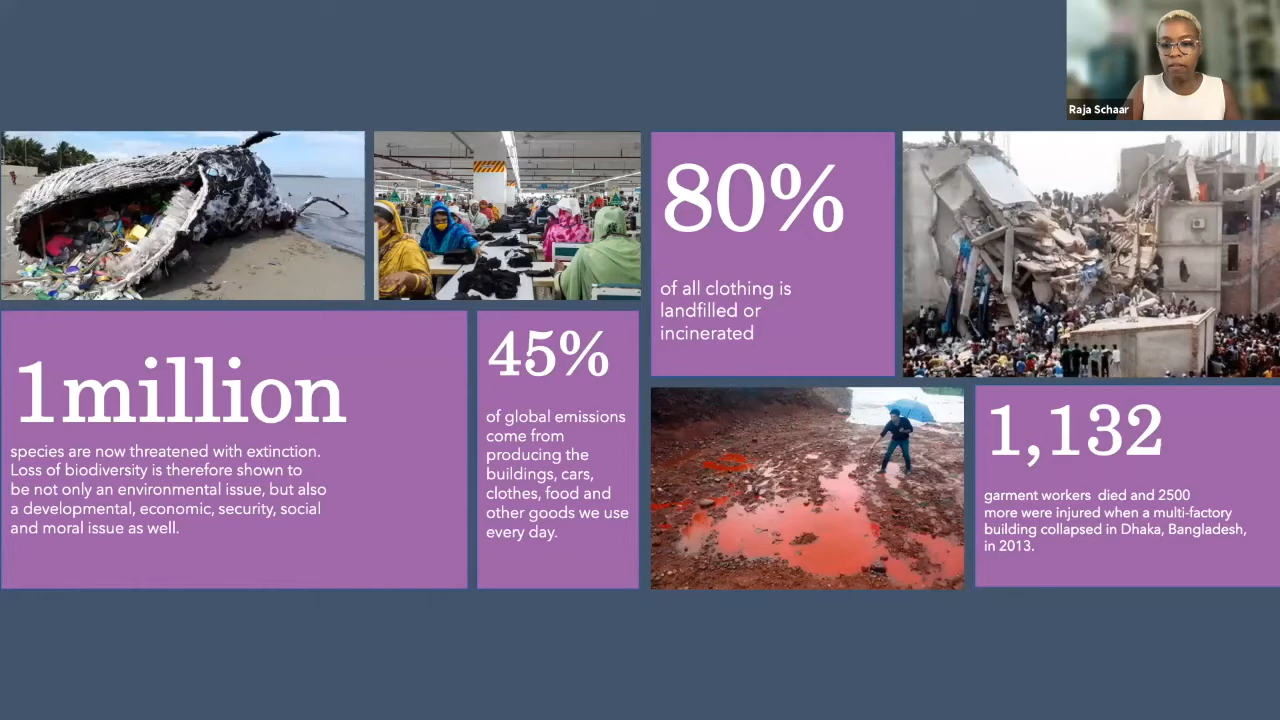 Raja Schaar
1million
species are now threatened with extinction.
Loss of biodiversity is therefore shown to
be not only an environmental issue, but also
a developmental, economic, security, social
and moral issue as well.
45%
of global emissions
come from
producing the
buildings, cars,
clothes, food and
other goods we use
every day.
80%
of all clothing is
landfilled or
incinerated
1,132
garment workers  died and 2500
more were injured when a multi-factory
building collapsed in Dhaka, Bangladesh,
in 2013.